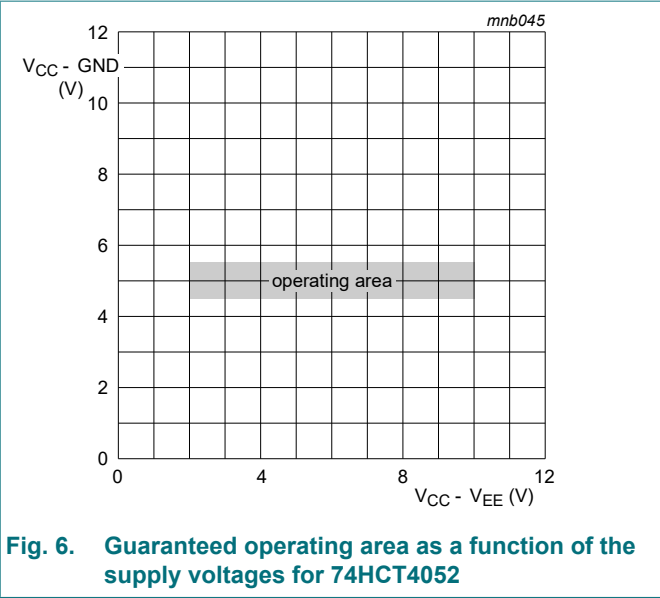 mnb045
12
VCC - GND
(V)
10
8
6
operating area
4
2
0
0 4 8 12
VCC - VEE (V)
Fig. 6. Guaranteed operating area as a function of the
supply voltages for 74HCT4052